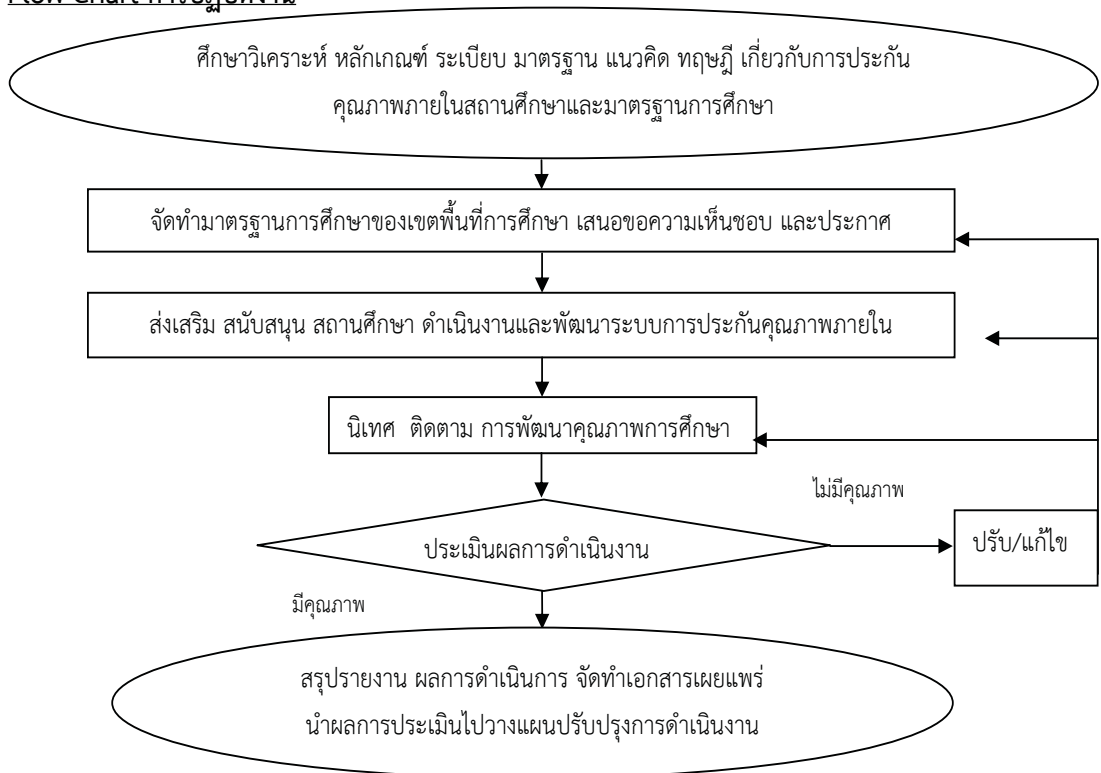 Flow Chart การปฏิบัติงาน
ศึกษาวิเคราะห์ หลักเกณฑ์ ระเบียบ มาตรฐาน แนวคิด ทฤษฎี เกี่ยวกับการประกัน
คุณภาพภายในสถานศึกษาและมาตรฐานการศึกษา
จัดทำมาตรฐานการศึกษาของเขตพื้นที่การศึกษา เสนอขอความเห็นชอบ และประกาศ
ส่งเสริม สนับสนุน สถานศึกษา ดำเนินงานและพัฒนาระบบการประกันคุณภาพภายใน
นิเทศ ติดตาม การพัฒนาคุณภาพการศึกษา
ไม่มีคุณภาพ
ประเมินผลการดำเนินงาน
ปรับ/แก้ไข
มีคุณภาพ
สรุปรายงาน ผลการดำเนินการ จัดทำเอกสารเผยแพร่
นำผลการประเมินไปวางแผนปรับปรุงการดำเนินงาน